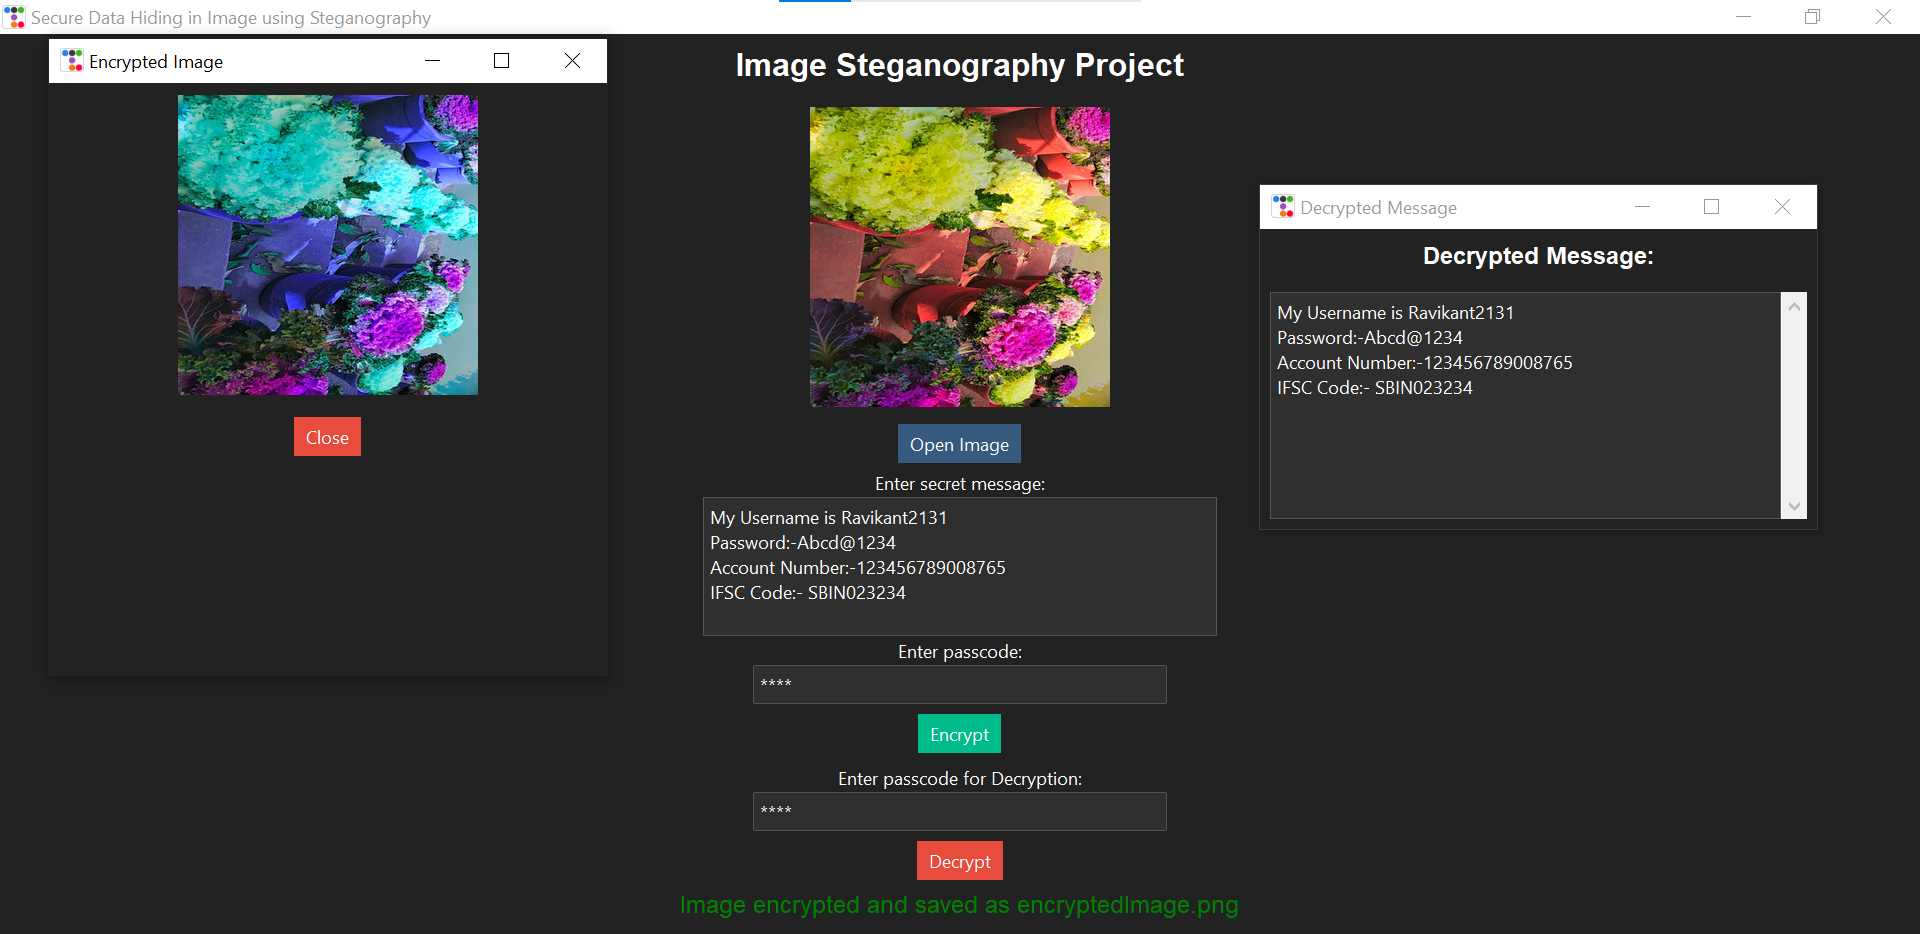 Secure Data Hiding in Image using Steganography
Encrypted Image
Close
Image Steganography Project
Open Image
Enter secret message:
My Username is Ravikant2131
Password:-Abcd@1234
Account Number:-123456789008765
IFSC Code:- SBIN023234
Enter passcode:
****
Encrypt
Enter passcode for Decryption:
****
Decrypt
Image encrypted and saved as encryptedImage.png
Decrypted Message
Decrypted Message:
My Username is Ravikant2131
Password:-Abcd@1234
Account Number:-123456789008765
IFSC Code:- SBIN023234